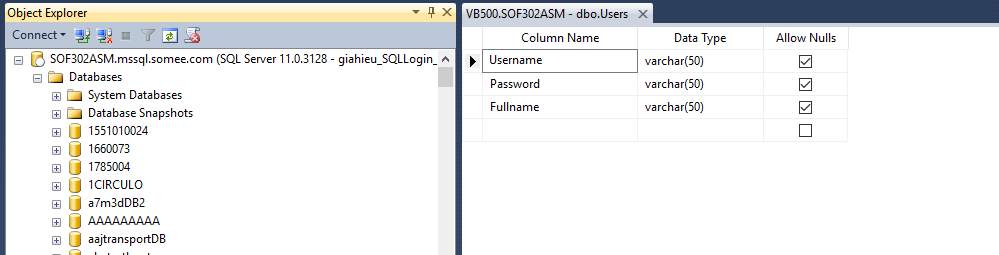 Object Explorer
Connect
SOF302ASM.mssql.somee.com (SQL Server 11.0.3128 - giahieu_SQLLogin_
Databases
System Databases
Database Snapshots
1551010024
1660073
1785004
1CIRCULO
a7m3dDB2
AAAAAAAAA
aajtransportDB
VB500.SOF302ASM - dbo.Users
Column Name Data Type Allow Nulls
Username varchar(50)
Password varchar(50)
Fullname varchar(50)